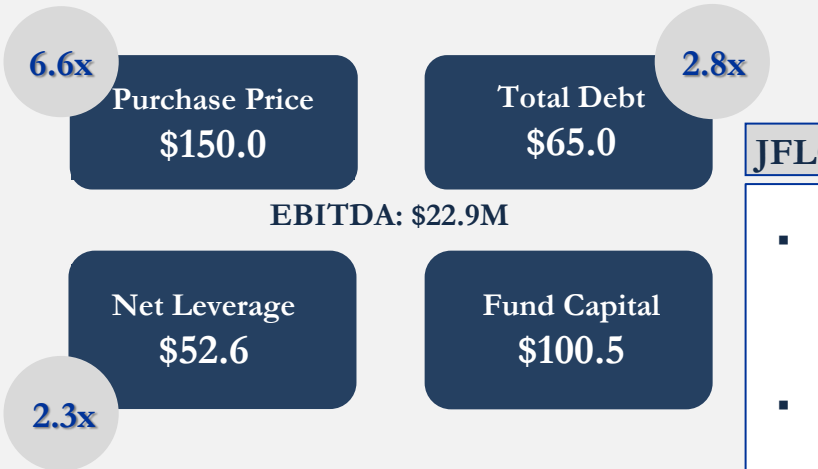 6.6x
Purchase Price
$150.0
2.8x
Total Debt
$65.0
EBITDA: $22.9M
Net Leverage
$52.6
2.3x
Fund Capital
$100.5
JFL
▪
▪